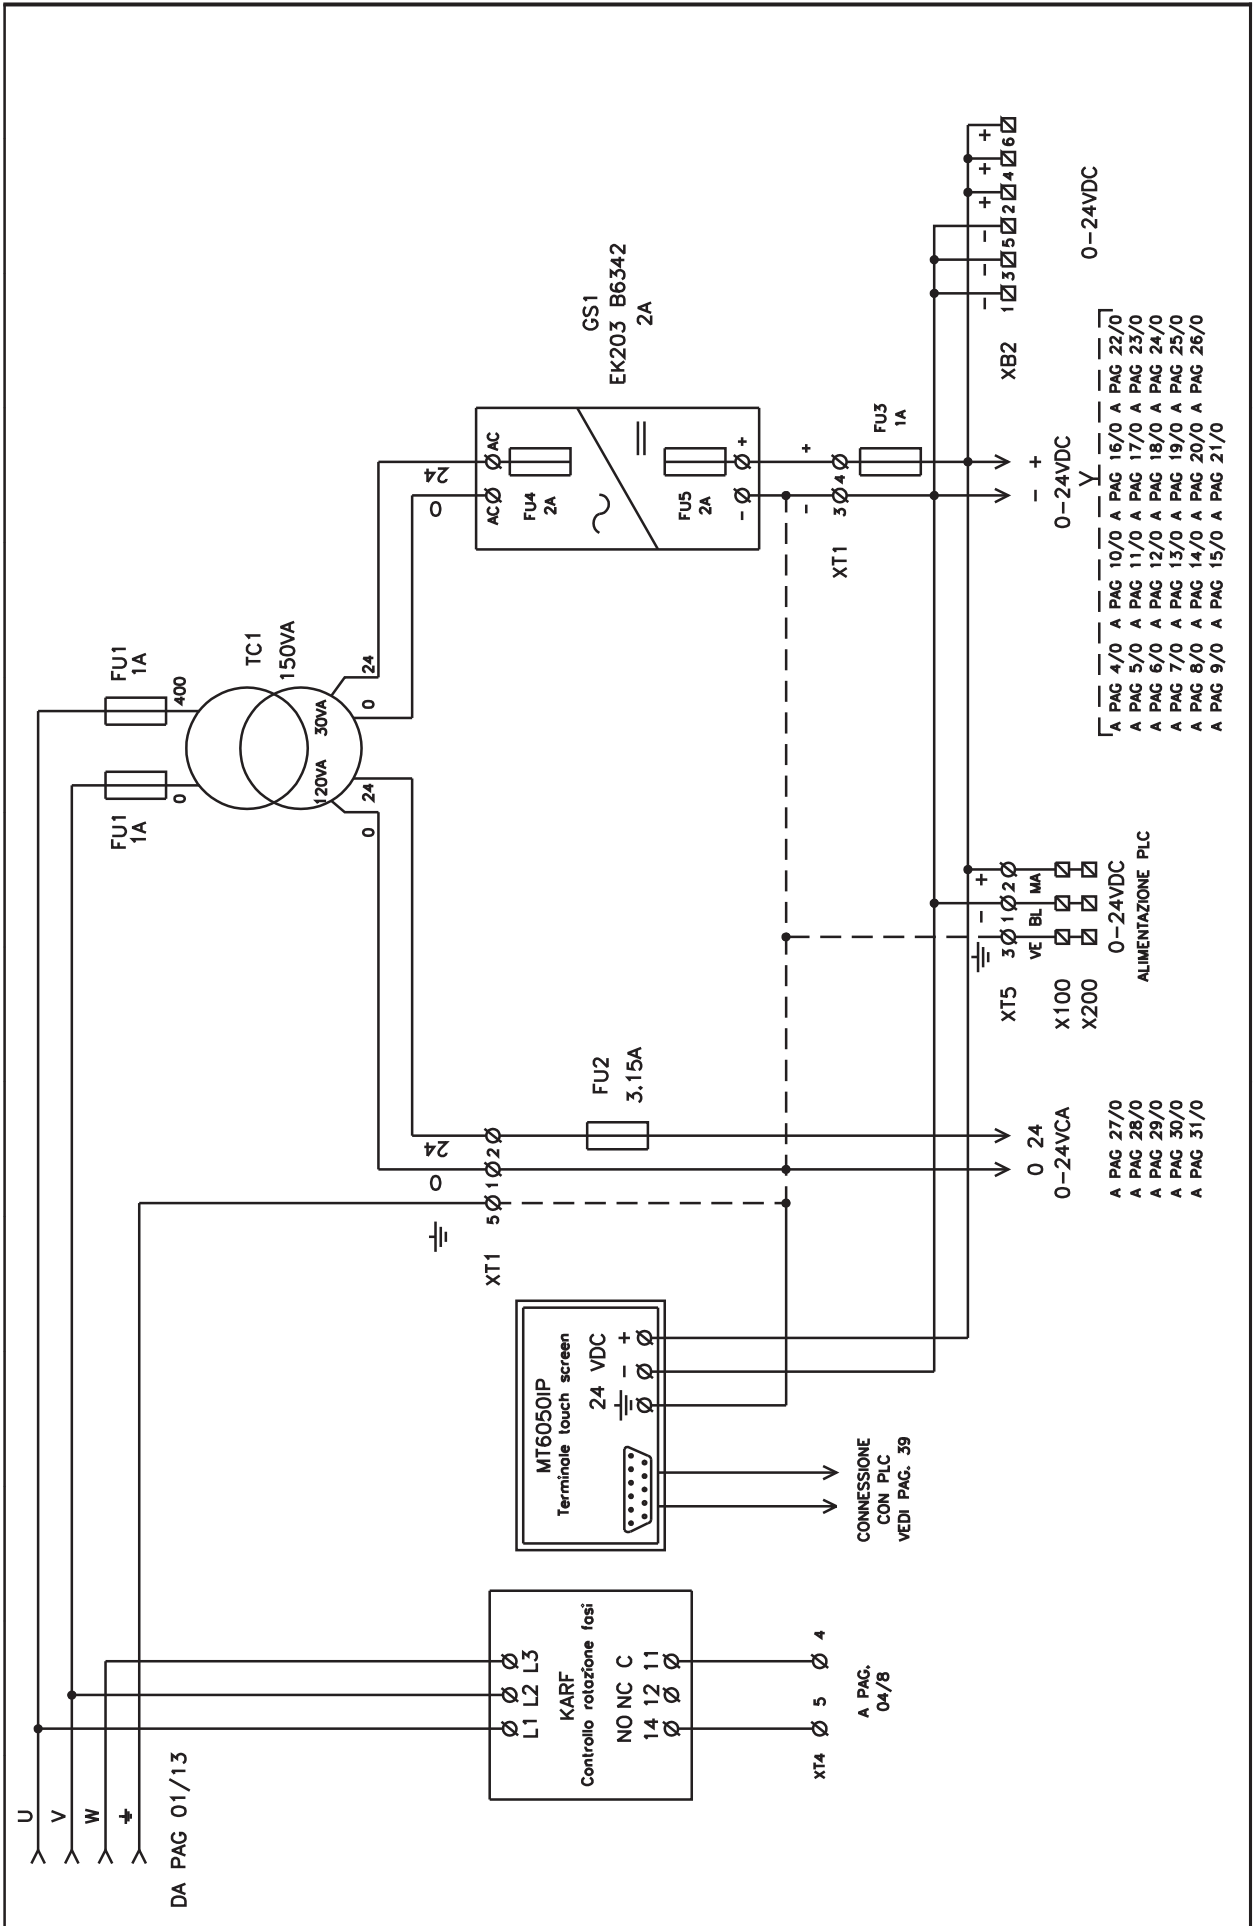 U
V
W
DA PAG 01/13
L1 L2 L3
KARF
Controllo rotazione fasi
NO NC C
14 12 11
XT4
5
4
A PAG.
04/8
MT6050IP
Terminale touch screen
24 VDC
-
+
CONNESSIONE
CON PLC
VEDI PAG. 39
XT1
5
1
2
0
24
FU2
3.15A
0 24
0-24VCA
A PAG 27/0
A PAG 28/0
A PAG 29/0
A PAG 30/0
A PAG 31/0
FU1
1A
FU1
1A
0
400
TC1
150VA
120VA
30VA
0
24
0
24
0
24
AC
AC
FU4
2A
FU5
2A
-
+
GS1
EK203 B6342
2A
-
+
XT1
3
4
FU3
1A
XT5
3
1
2
-
+
VE
BL
MA
X100
X200
0-24VDC
ALIMENTAZIONE PLC
- +
0-24VDC
A PAG 4/0 A PAG 10/0 A PAG 16/0 A PAG 22/0
A PAG 5/0 A PAG 11/0 A PAG 17/0 A PAG 23/0
A PAG 6/0 A PAG 12/0 A PAG 18/0 A PAG 24/0
A PAG 7/0 A PAG 13/0 A PAG 19/0 A PAG 25/0
A PAG 8/0 A PAG 14/0 A PAG 20/0 A PAG 26/0
A PAG 9/0 A PAG 15/0 A PAG 21/0
XB2
- - - + + +
1 3 5 2 4 6
0-24VDC